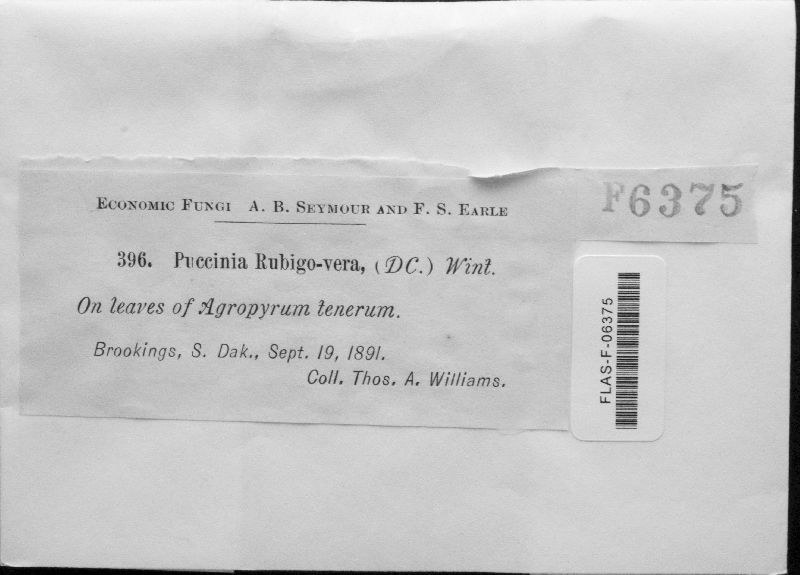 ECONOMIC FUNGI A. B. SEYMOUR AND F. S. EARLE
F6375
396. Puccinia Rubigo-vera, (DC.) Wint.
On leaves of Agropyrum tenerum.
Brookings, S. Dak., Sept. 19, 1891.
Coll. Thos. A. Williams.
FLAS-F-06375